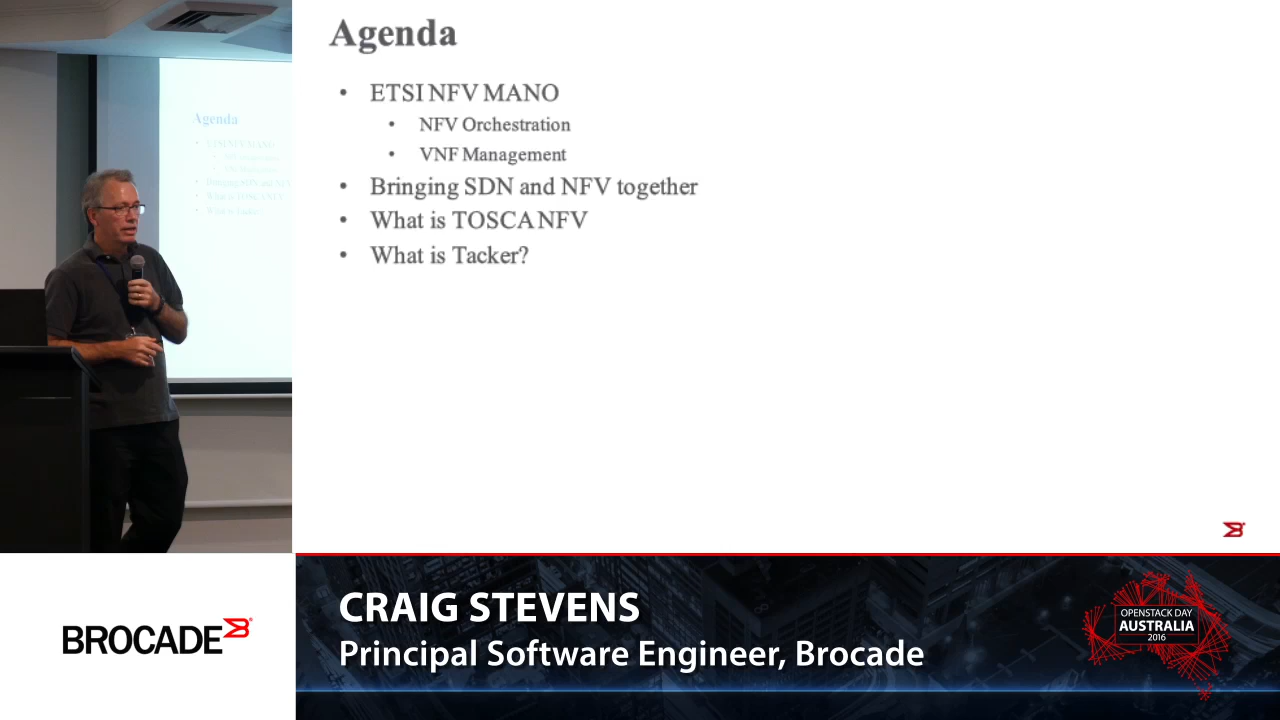 Agenda
• ETSI NFV MANO
• NFV Orchestration
• VNF Management
• Bringing SDN and NFV together
• What is TOSCA NFV
• What is Tacker?
Agenda
CRAIG STEVENS
Principal Software Engineer, Brocade
BROCADE
OPENSTACK DAY
AUSTRALIA
2016